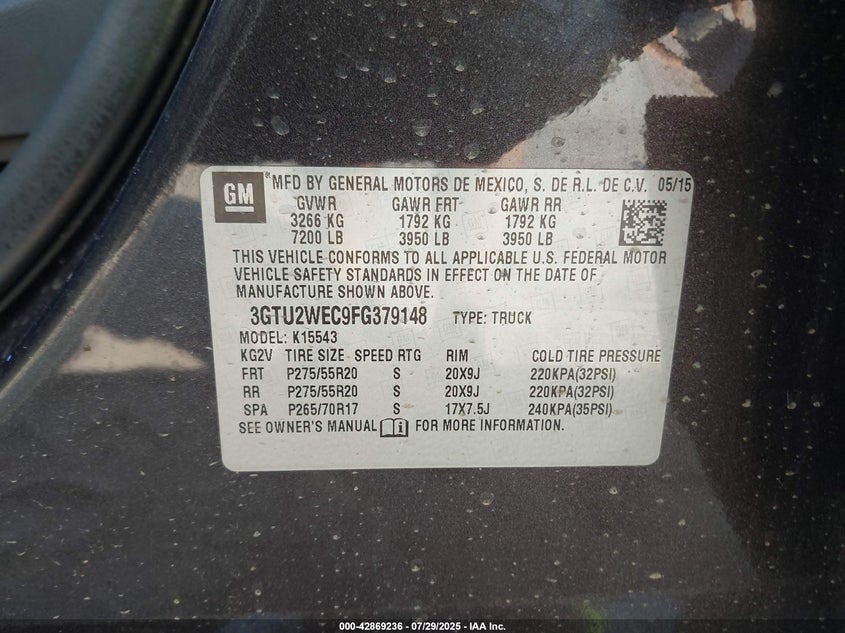 GM ® MFD BY GENERAL MOTORS DE MEXICO, S. DE R.L. DE C.V. 05/15
GVWR GAWR FRT GAWR RR
3266 KG 1792 KG 1792 KG
7200 LB 3950 LB 3950 LB
THIS VEHICLE CONFORMS TO ALL APPLICABLE U.S. FEDERAL MOTOR
VEHICLE SAFETY STANDARDS IN EFFECT ON THE DATE OF
MANUFACTURE SHOWN ABOVE.
3GTU2WEC9FG379148 TYPE: TRUCK
MODEL: K15543
KG2V TIRE SIZE SPEED RTG RIM COLD TIRE PRESSURE
FRT P275/55R20 S 20X9J 220KPA(32PSI)
RR P275/55R20 S 20X9J 220KPA(32PSI)
SPA P265/70R17 S 17X7.5J 240KPA(35PSI)
SEE OWNER'S MANUAL i FOR MORE INFORMATION.
000-42869236 - 07/29/2025 - IAA Inc.